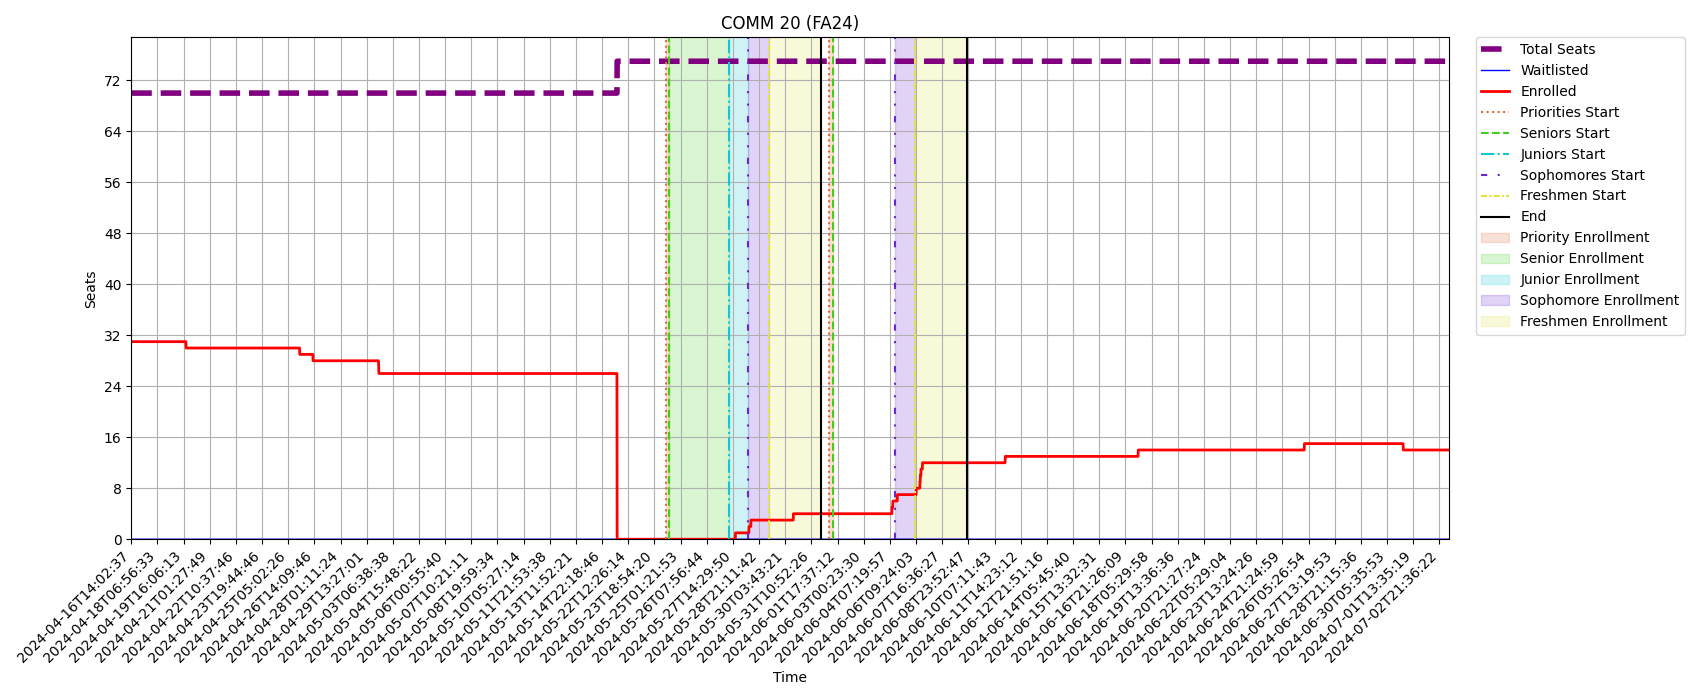 COMM 20 (FA24)
Total Seats
Waitlisted
Enrolled
Priorities Start
Seniors Start
Juniors Start
Sophomores Start
Freshmen Start
End
Priority Enrollment
Senior Enrollment
Junior Enrollment
Sophomore Enrollment
Freshmen Enrollment
Seats
72
64
56
48
40
32
24
16
8
0
2024-04-16T14:02:37
2024-04-18T06:56:33
2024-04-19T16:06:13
2024-04-21T01:27:49
2024-04-22T10:37:46
2024-04-23T19:44:46
2024-04-25T05:02:26
2024-04-26T14:09:46
2024-04-28T01:11:24
2024-04-29T13:27:01
2024-05-03T06:38:38
2024-05-04T15:48:22
2024-05-06T00:55:40
2024-05-07T10:21:11
2024-05-08T19:59:34
2024-05-10T05:27:14
2024-05-11T21:53:38
2024-05-13T11:52:21
2024-05-14T22:18:46
2024-05-22T12:26:14
2024-05-23T18:54:20
2024-05-25T01:21:53
2024-05-26T07:56:44
2024-05-27T14:29:50
2024-05-28T21:11:42
2024-05-30T03:43:21
2024-05-31T10:52:26
2024-06-01T17:37:12
2024-06-03T00:23:30
2024-06-04T07:19:57
2024-06-06T09:24:03
2024-06-07T16:36:27
2024-06-08T23:52:47
2024-06-10T07:11:43
2024-06-11T14:23:12
2024-06-12T21:51:16
2024-06-14T05:45:40
2024-06-15T13:32:31
2024-06-16T21:26:09
2024-06-18T05:29:58
2024-06-19T13:36:36
2024-06-20T21:27:24
2024-06-22T05:29:04
2024-06-23T13:24:26
2024-06-24T21:24:59
2024-06-26T05:26:54
2024-06-27T13:19:53
2024-06-28T21:15:36
2024-06-30T05:35:53
2024-07-01T13:35:19
2024-07-02T21:36:22
Time